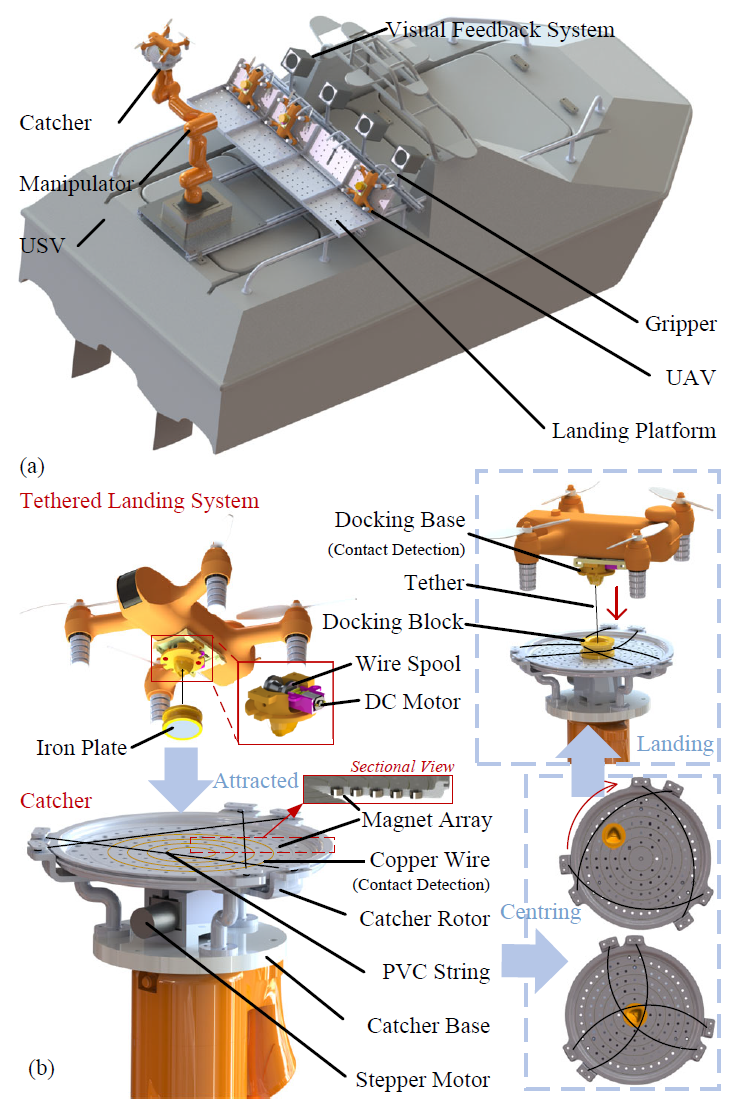 Visual Feedback System
Catcher
Manipulator
USV
Gripper
UAV
Landing Platform
(a)
Tethered Landing System
Docking Base
(Contact Detection)
Tether
Docking Block
Wire Spool
DC Motor
Iron Plate
Landing
Attracted
Sectional View
Catcher
Magnet Array
Copper Wire
(Contact Detection)
Catcher Rotor
Centring
PVC String
Catcher Base
(b)
Stepper Motor